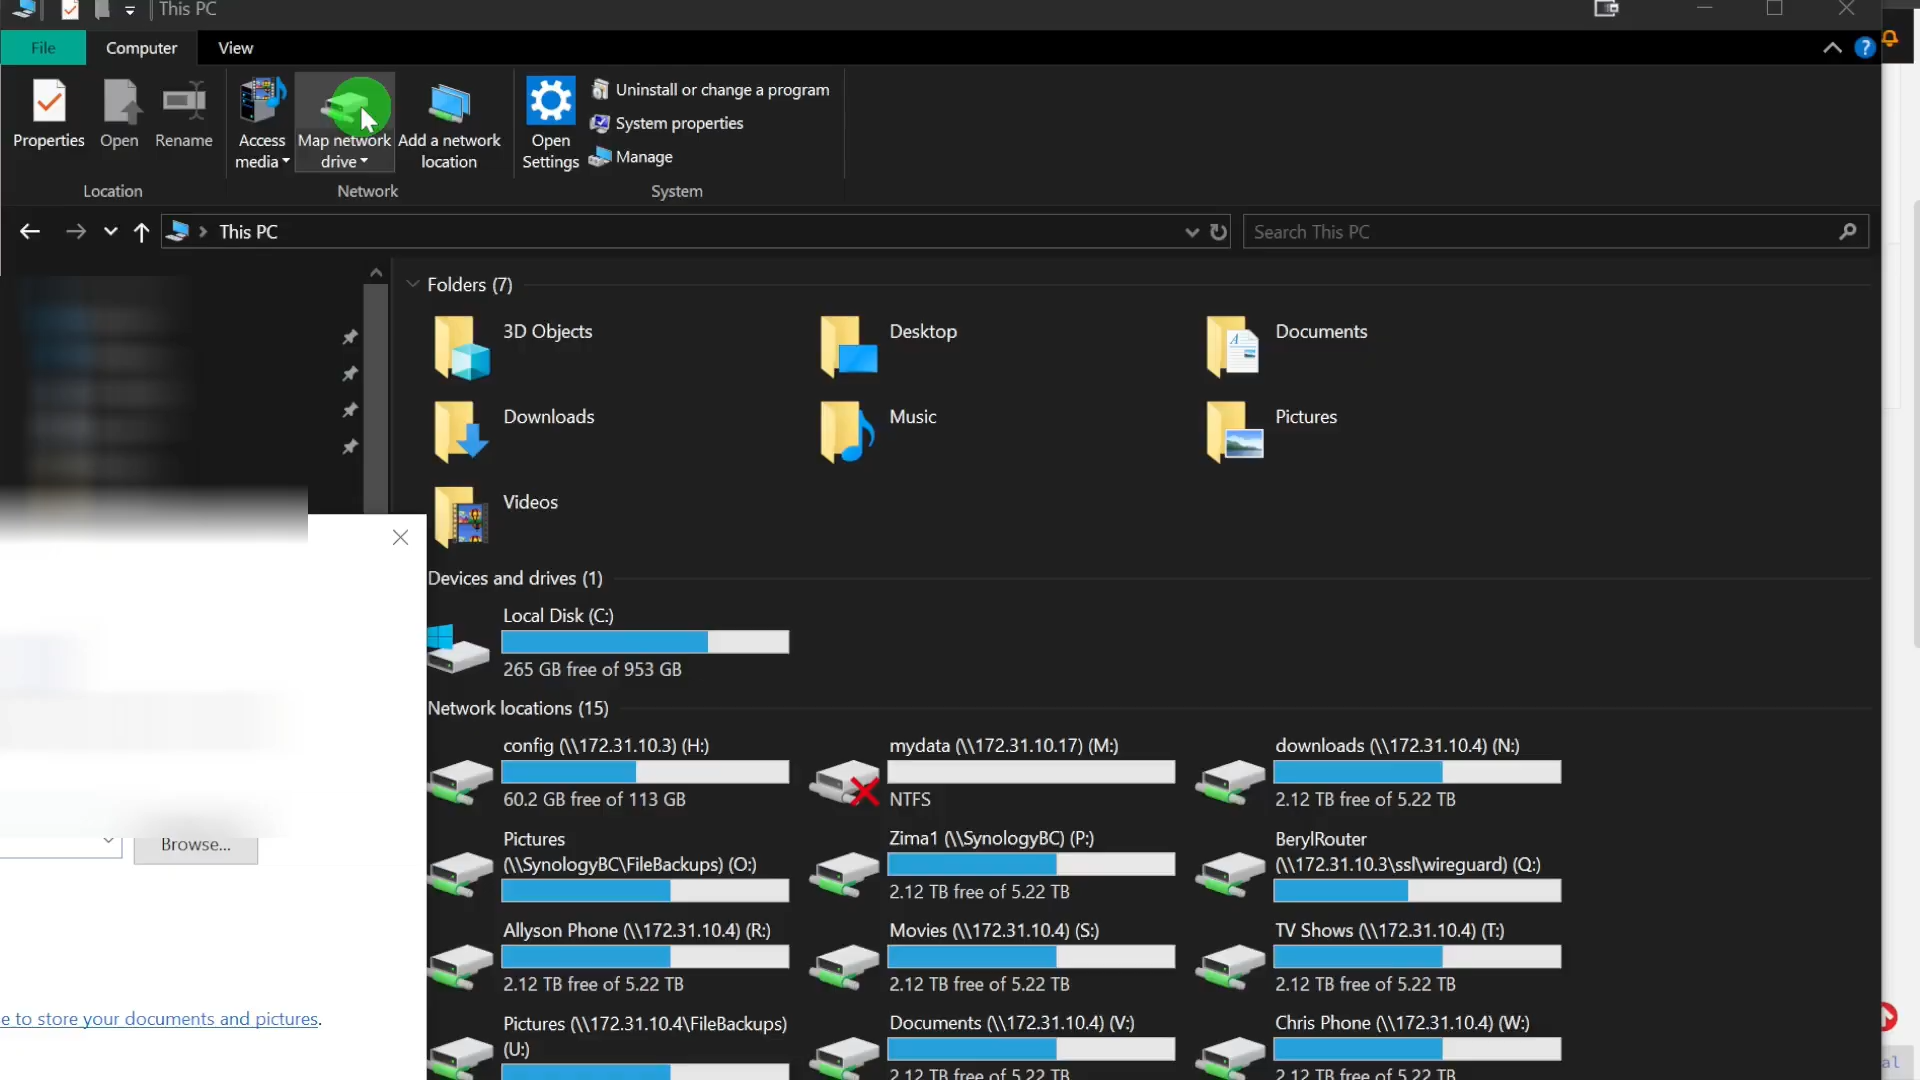 This PC
File Computer View
Properties Open Rename
Access media Map network drive Add a network location
Open Settings
Uninstall or change a program
System properties
Manage
Location Network System
This PC
Search This PC
Folders (7)
3D Objects Desktop Documents
Downloads Music Pictures
Videos
Devices and drives (1)
Local Disk (C:)
265 GB free of 953 GB
Network locations (15)
config (\\172.31.10.3) (H:)
60.2 GB free of 113 GB
mydata (\\172.31.10.17) (M:)
NTFS
downloads (\\172.31.10.4) (N:)
2.12 TB free of 5.22 TB
Pictures
(\\SynologyBC\FileBackups) (O:)
Zima1 (\\SynologyBC) (P:)
2.12 TB free of 5.22 TB
BerylRouter
(\\172.31.10.3\ssl\wireguard) (Q:)
Allyson Phone (\\172.31.10.4) (R:)
2.12 TB free of 5.22 TB
Movies (\\172.31.10.4) (S:)
2.12 TB free of 5.22 TB
TV Shows (\\172.31.10.4) (T:)
2.12 TB free of 5.22 TB
Pictures (\\172.31.10.4\FileBackups)
(U:)
Documents (\\172.31.10.4) (V:)
2.12 TB free of 5.22 TB
Chris Phone (\\172.31.10.4) (W:)
2.12 TB free of 5.22 TB
Browse...
e to store your documents and pictures.
al